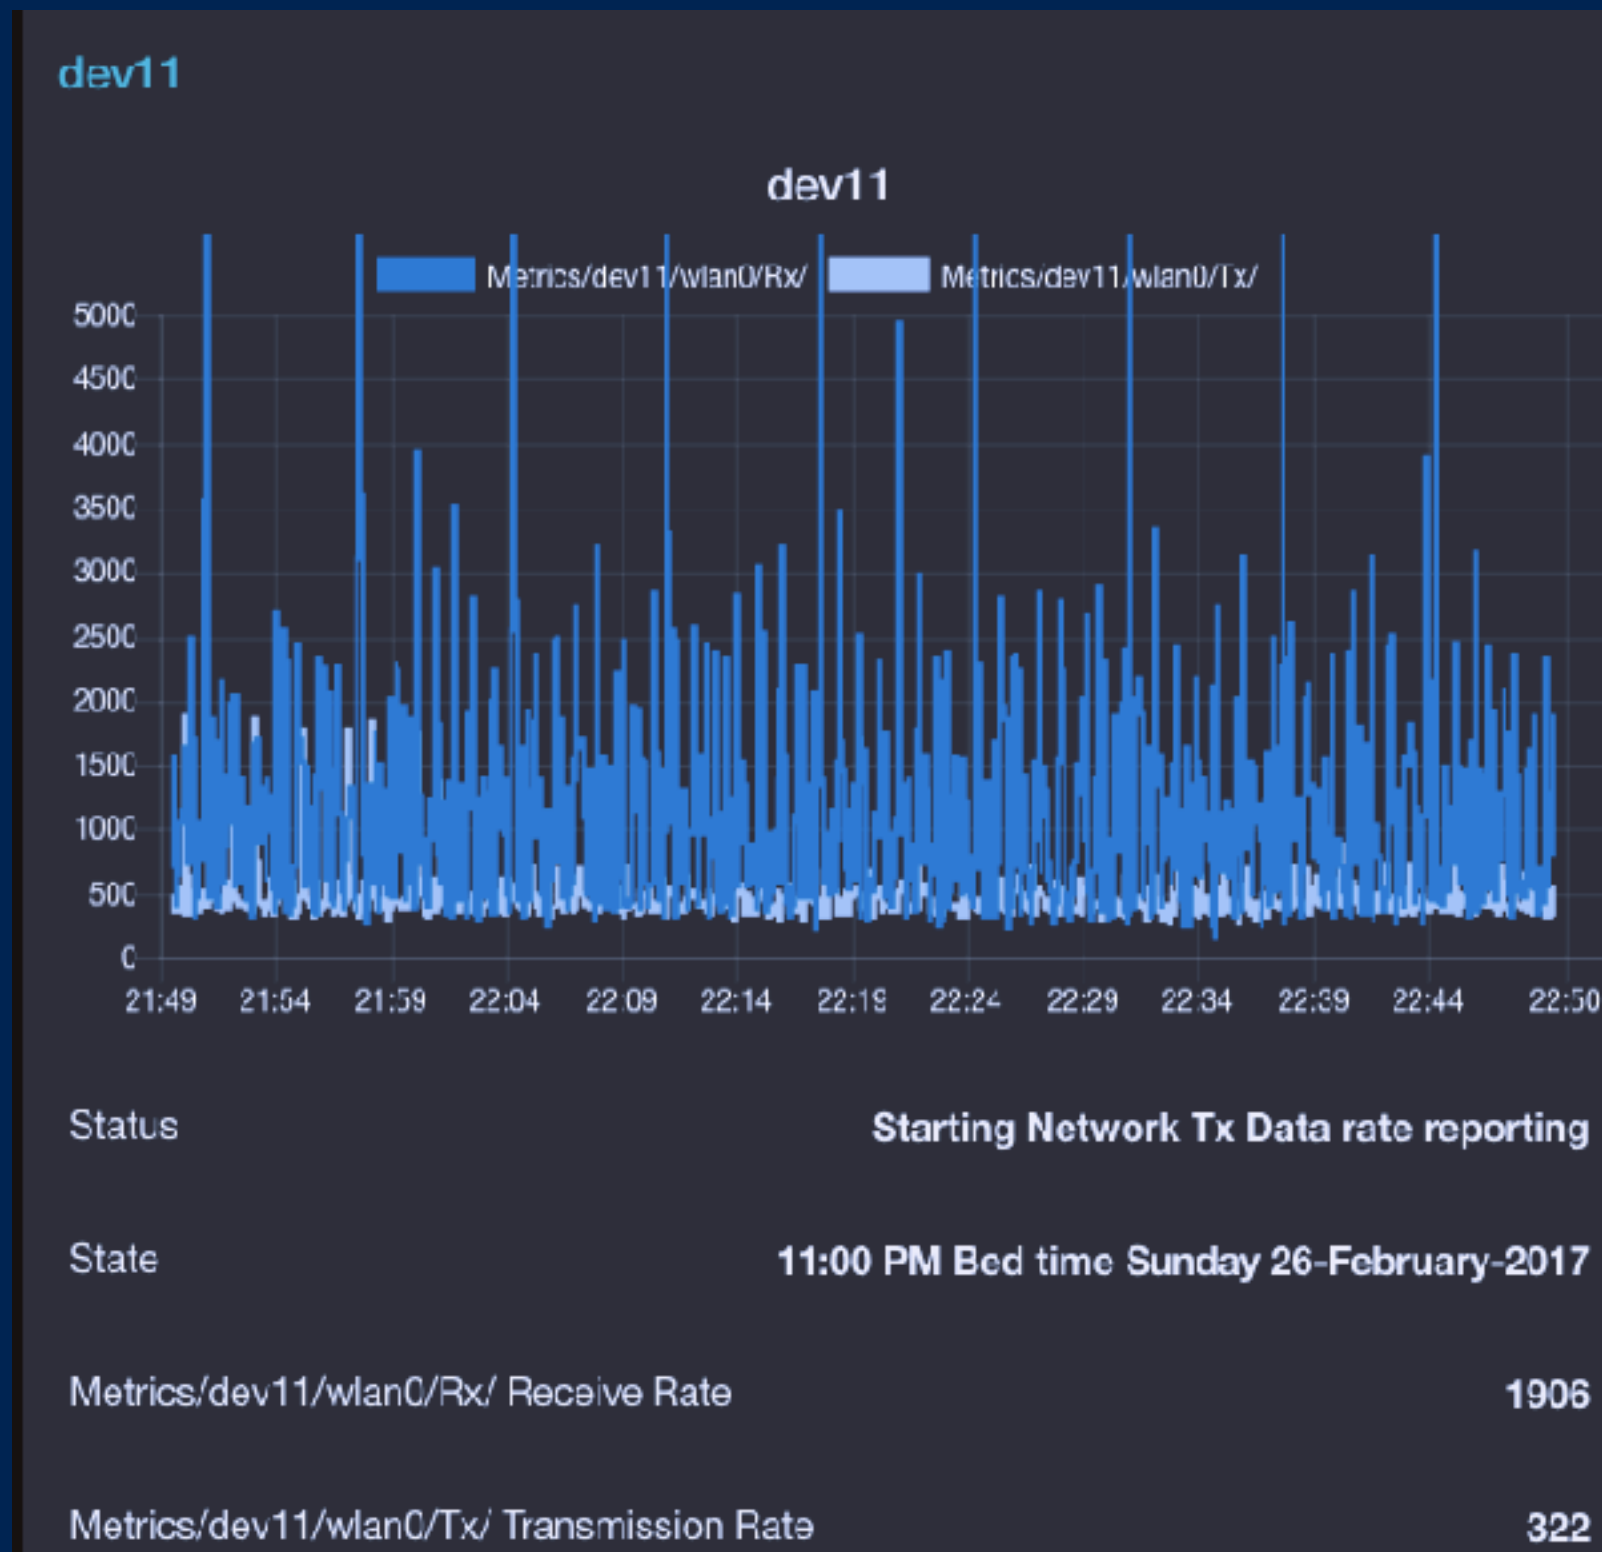 dev11
dev11
Metrics/dev11/wlan0/Rx/ Metrics/dev11/wlan0/Tx/
5000
4500
4000
3500
3000
2500
2000
1500
1000
500
0
21:49 21:54 21:59 22:04 22:09 22:14 22:19 22:24 22:29 22:34 22:39 22:44 22:50
Status Starting Network Tx Data rate reporting
State 11:00 PM Bed time Sunday 26-February-2017
Metrics/dev11/wlan0/Rx/ Receive Rate 1906
Metrics/dev11/wlan0/Tx/ Transmission Rate 322